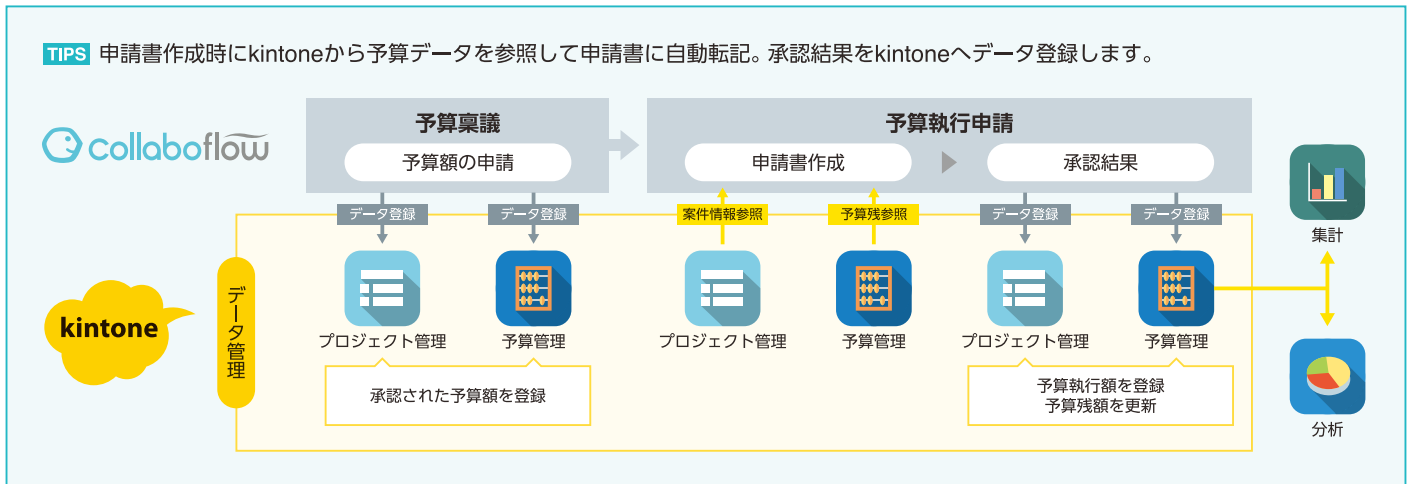 TIPS 申請書作成時にkintoneから予算データを参照して申請書に自動転記。承認結果をkintoneへデータ登録します。
collaboflow
予算稟議
予算執行申請
予算額の申請
申請書作成
承認結果
データ登録
データ登録
案件情報参照
予算残参照
データ登録
データ登録
集計
kintone
データ管理
プロジェクト管理
予算管理
プロジェクト管理
予算管理
プロジェクト管理
予算管理
承認された予算額を登録
予算執行額を登録
予算残額を更新
分析